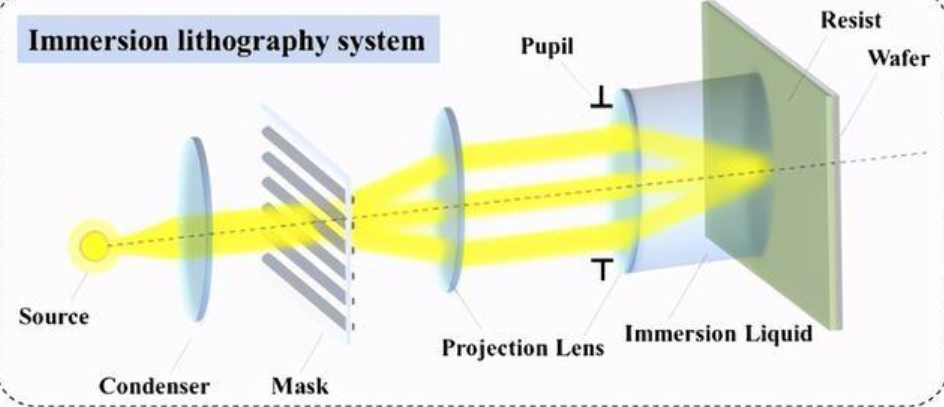 Immersion lithography system
Resist
Pupil
Wafer
Source
Immersion Liquid
Projection Lens
Condenser
Mask